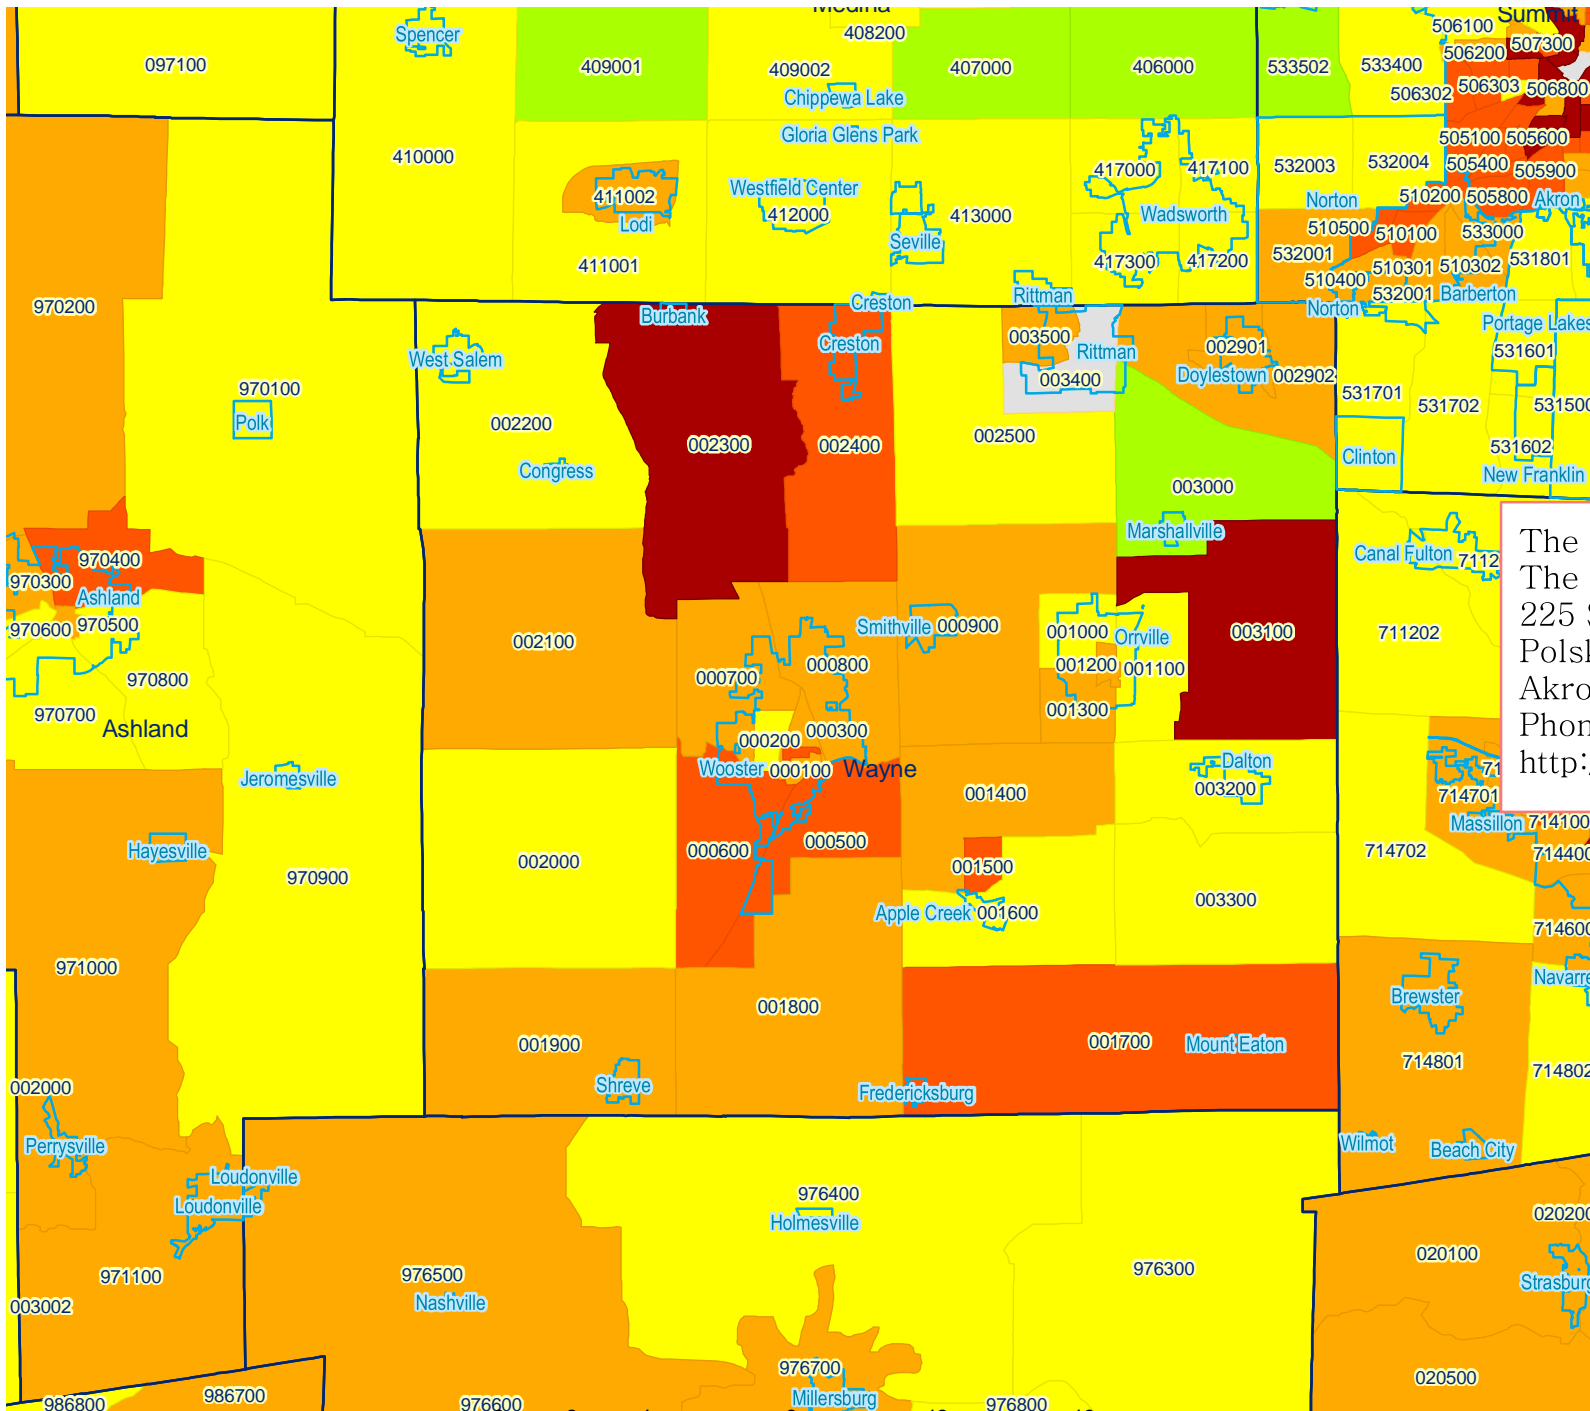 Medina
Summit
Spencer
408200
506100
097100
409001
409002
407000
406000
533502
533400
506200
507300
506302
506303
506800
Chippewa Lake
Gloria Glens Park
505100
505600
410000
417000
417100
532003
532004
505400
505900
411002
Westfield Center
412000
413000
Wadsworth
Norton
510200
505800
Akron
Lodi
Seville
510500
510100
533000
411001
417300
417200
532001
510301
510302
531801
510400
532001
Barberton
970200
Burbank
Creston
Rittman
Norton
Portage Lakes
West Salem
Creston
003500
Rittman
002901
531601
970100
003400
Doylestown
002902
531701
531702
531500
Polk
002200
002300
002400
002500
531602
Congress
Clinton
New Franklin
003000
Marshallville
970400
Canal Fulton
7112
The
970300
Ashland
The
970600
970500
002100
Smithville
000900
001000
Orrville
003100
711202
225 S
000700
000800
001200
001100
Polsk
970800
001300
Akro
970700
Ashland
000200
000300
Phon
Wooster
000100
Wayne
Dalton
71
http:/
Jeromesville
001400
003200
714701
Hayesville
Massillon
714100
970900
002000
000600
000500
001500
714702
714400
Apple Creek
001600
003300
714600
971000
001800
Brewster
Navarre
001900
001700
Mount Eaton
714801
714802
002000
Shreve
Fredericksburg
Perrysville
Wilmot
Beach City
Loudonville
Loudonville
976400
Holmesville
020200
971100
976500
976300
020100
003002
Nashville
Strasburg
976700
020500
986800
986700
976600
Millersburg
976800